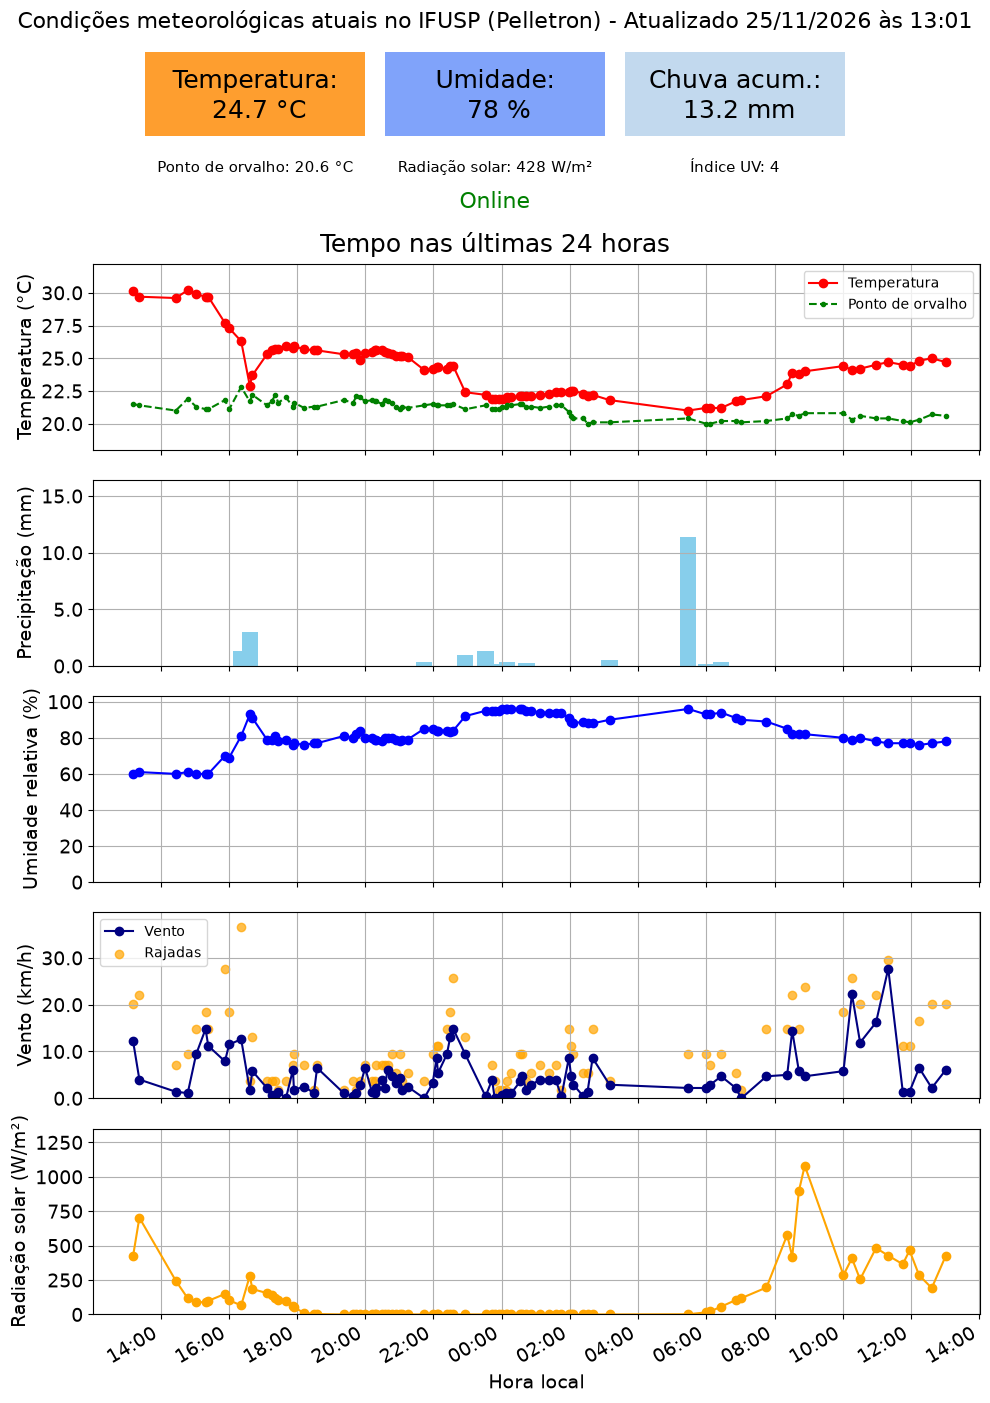 Condições meteorológicas atuais no IFUSP (Pelletron) - Atualizado 25/11/2026 às 13:01
Temperatura:
24.7 °C
Umidade:
78 %
Chuva acum.:
13.2 mm
Ponto de orvalho: 20.6 °C
Radiação solar: 428 W/m²
Índice UV: 4
Online
Tempo nas últimas 24 horas
Temperatura (°C)
30.0
27.5
25.0
22.5
20.0
Temperatura
Ponto de orvalho
Precipitação (mm)
15.0
10.0
5.0
0.0
Umidade relativa (%)
100
80
60
40
20
0
Vento (km/h)
30.0
20.0
10.0
0.0
Vento
Rajadas
Radiação solar (W/m²)
1250
1000
750
500
250
0
14:00
16:00
18:00
20:00
22:00
00:00
02:00
04:00
06:00
08:00
10:00
12:00
14:00
Hora local